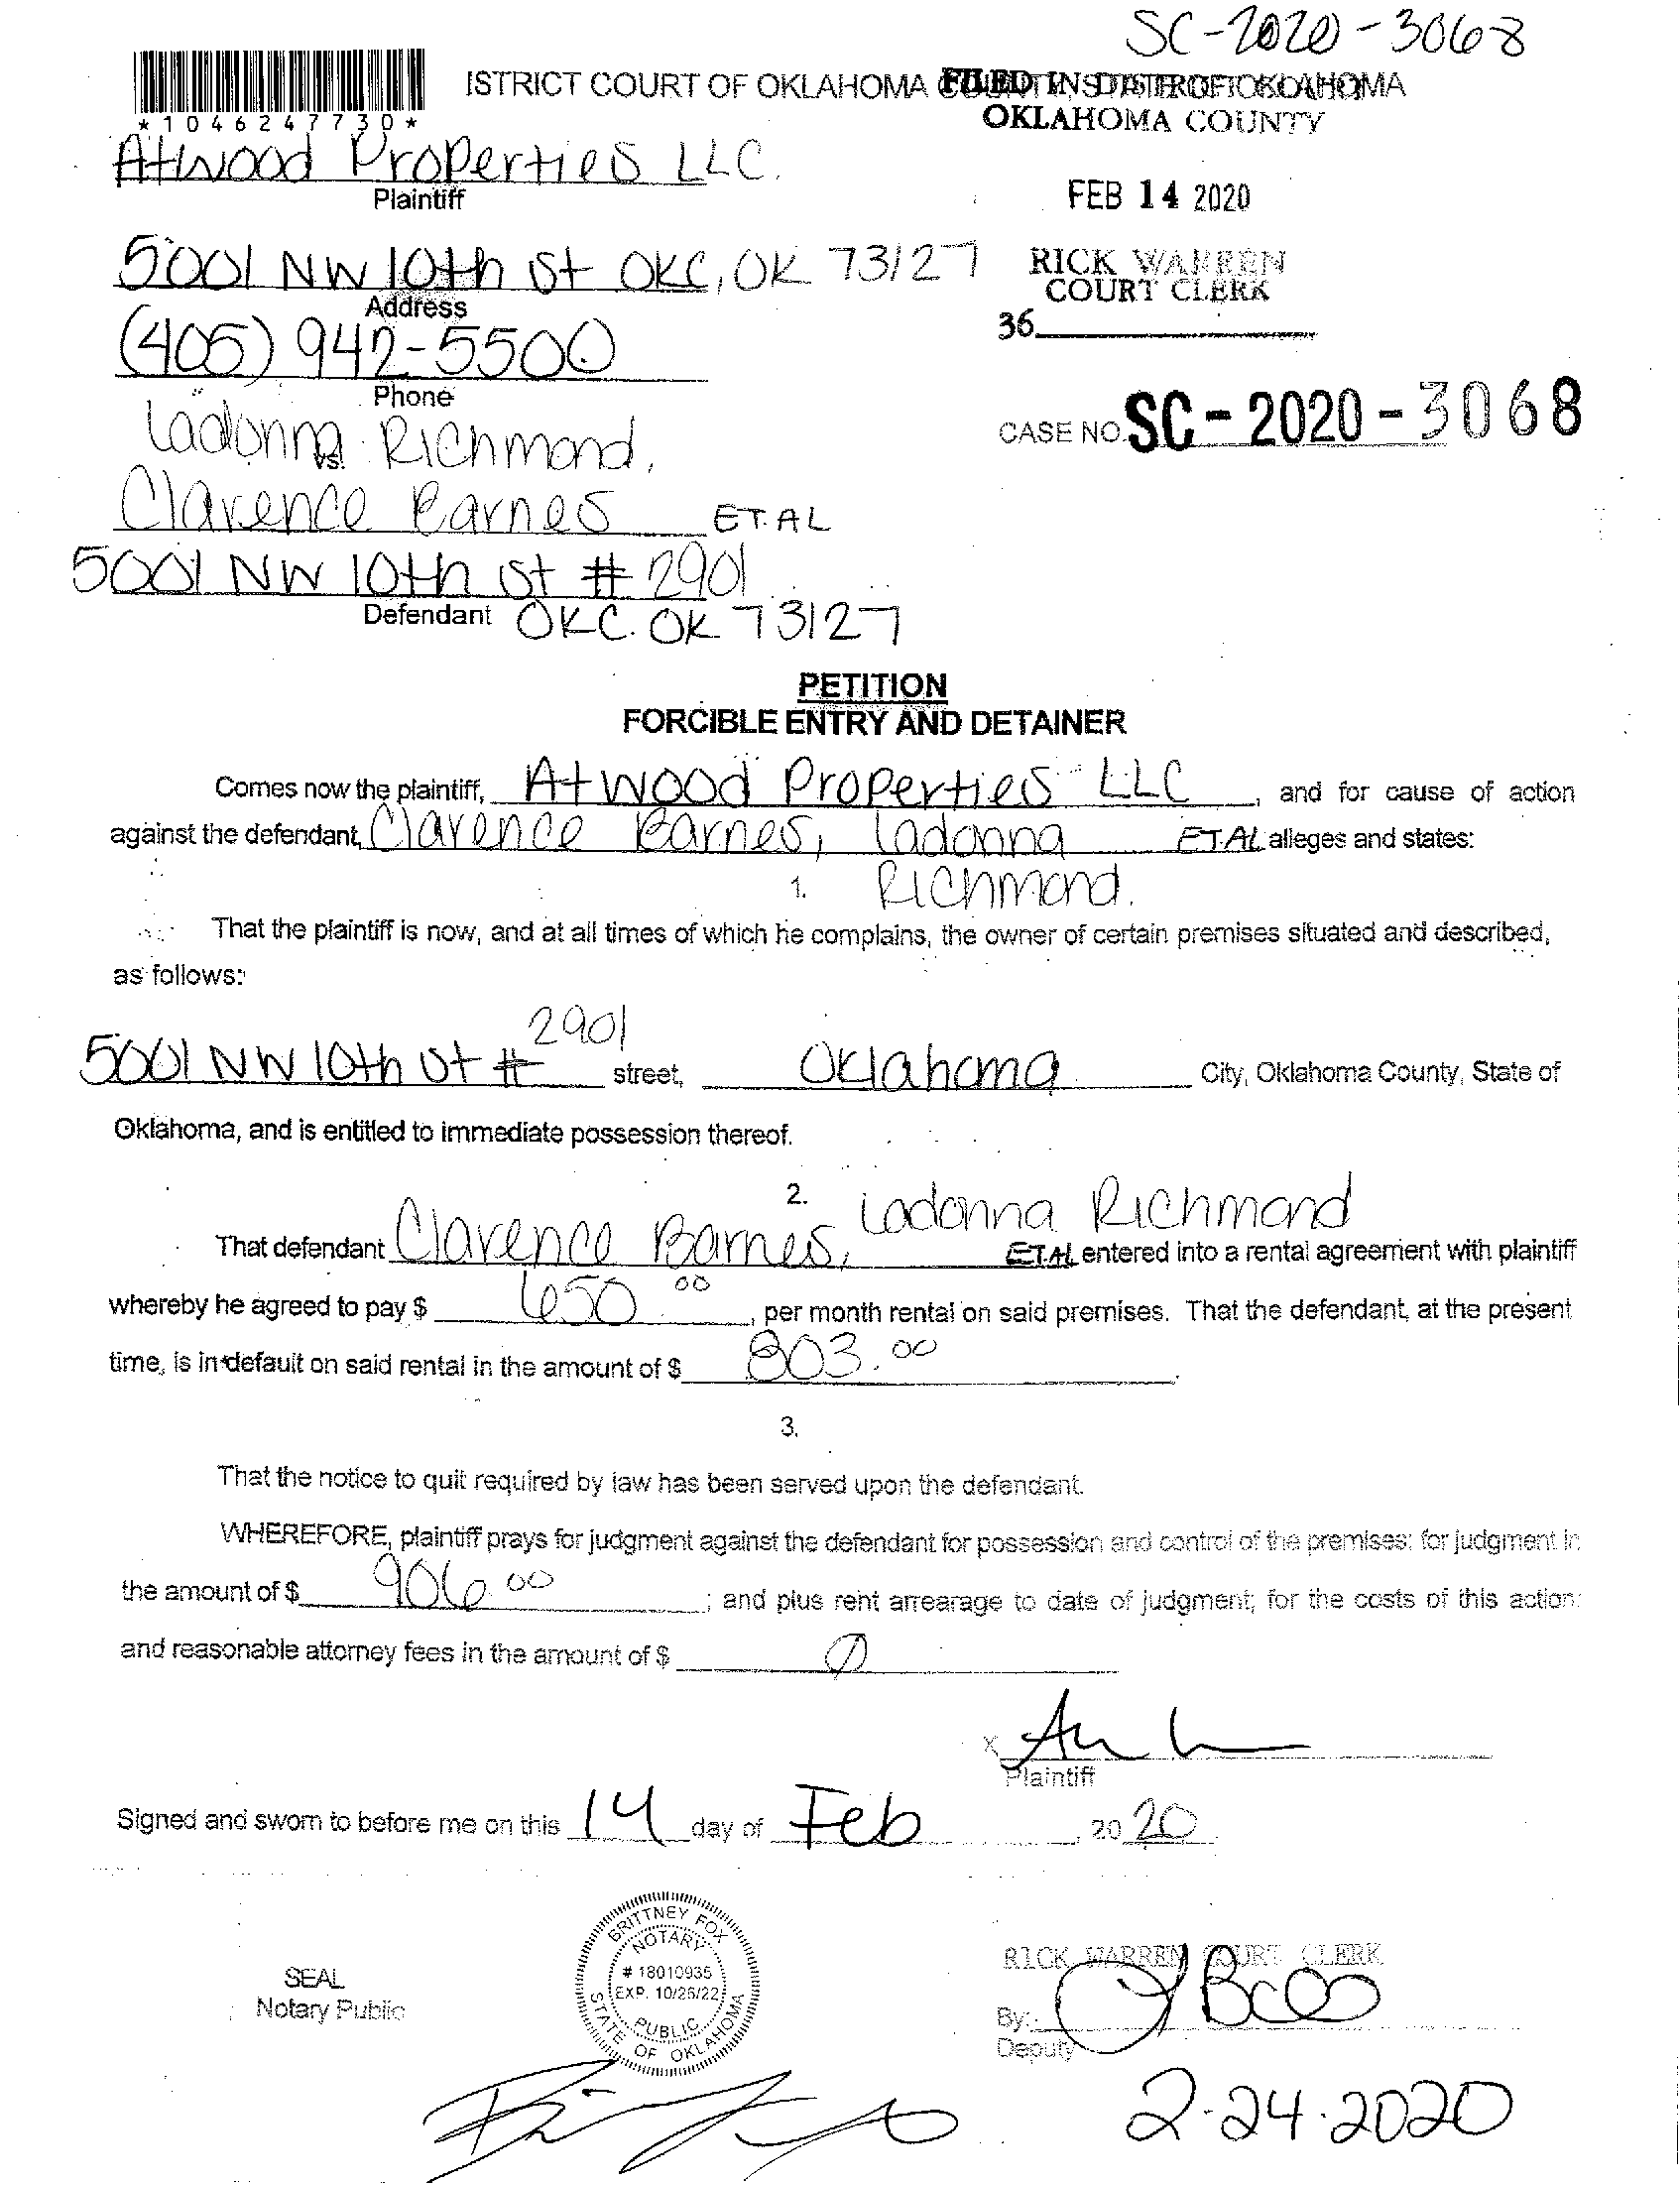 SC-2020-3068
ISTRICT COURT OF OKLAHOMA
FILED IN DISTRICT COURT
OKLAHOMA COUNTY
*1046247730*
Atwood Properties LLC.
Plaintiff
FEB 14 2020
5001 NW 10th St OKC, OK 73127
Address
RICK WARREN
COURT CLERK
36
(405) 942-5500
Phone
CASE NO. SC-2020-3068
Ladonna Richmond,
vs.
Clarence Barnes ET. AL
5001 NW 10th St # 2901
Defendant OKC. OK 73127
PETITION
FORCIBLE ENTRY AND DETAINER
Comes now the plaintiff, Atwood Properties LLC, and for cause of action
against the defendant, Clarence Barnes, Ladonna ET.AL alleges and states:
1. Richmond.
That the plaintiff is now, and at all times of which he complains, the owner of certain premises situated and described,
as follows:
2901
5001 NW 10th St # street, Oklahoma City, Oklahoma County, State of
Oklahoma, and is entitled to immediate possession thereof.
2. Ladonna Richmond
That defendant Clarence Barnes, ET.AL entered into a rental agreement with plaintiff
whereby he agreed to pay $ 650.00, per month rental on said premises. That the defendant, at the present
time, is in default on said rental in the amount of $ 803.00.
3.
That the notice to quit required by law has been served upon the defendant.
WHEREFORE, plaintiff prays for judgment against the defendant for possession and control of the premises; for judgment in
the amount of $ 906.00; and plus rent arrearage to date of judgment; for the costs of this action;
and reasonable attorney fees in the amount of $ 0
X
Plaintiff
Signed and sworn to before me on this 14 day of Feb, 2020.
BRITTNEY FOX
NOTARY
# 18010935
EXP. 10/26/22
PUBLIC
STATE OF OKLAHOMA
SEAL
Notary Public
RICK WARREN COURT CLERK
By:
Deputy
2-24-2020